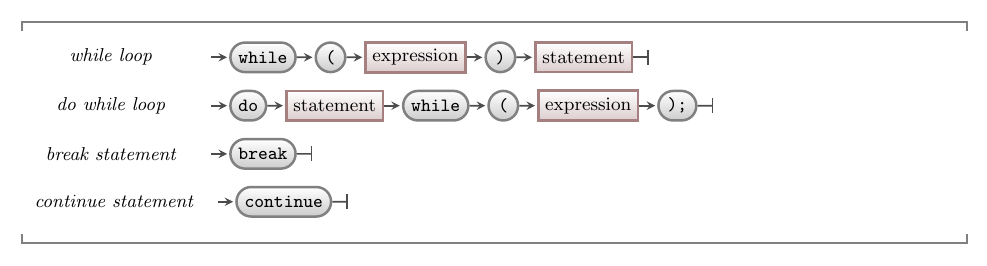 while loop while ( expression ) statement
do while loop do statement while ( expression );
break statement break
continue statement continue